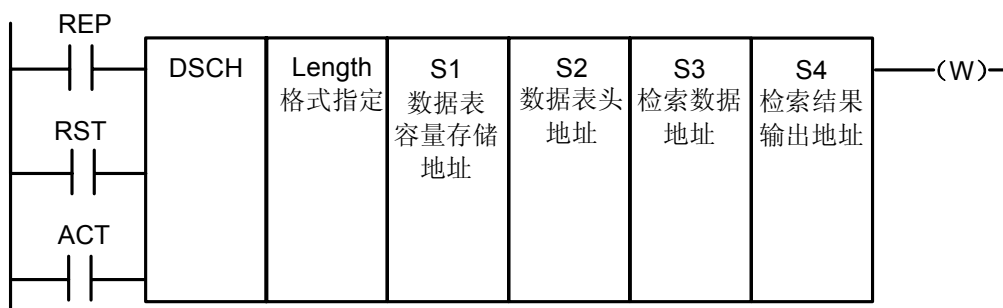 REP
RST
ACT
DSCH
Length
格式指定
S1
数据表
容量存储
地址
S2
数据表头
地址
S3
检索数据
地址
S4
检索结果
输出地址
(W)